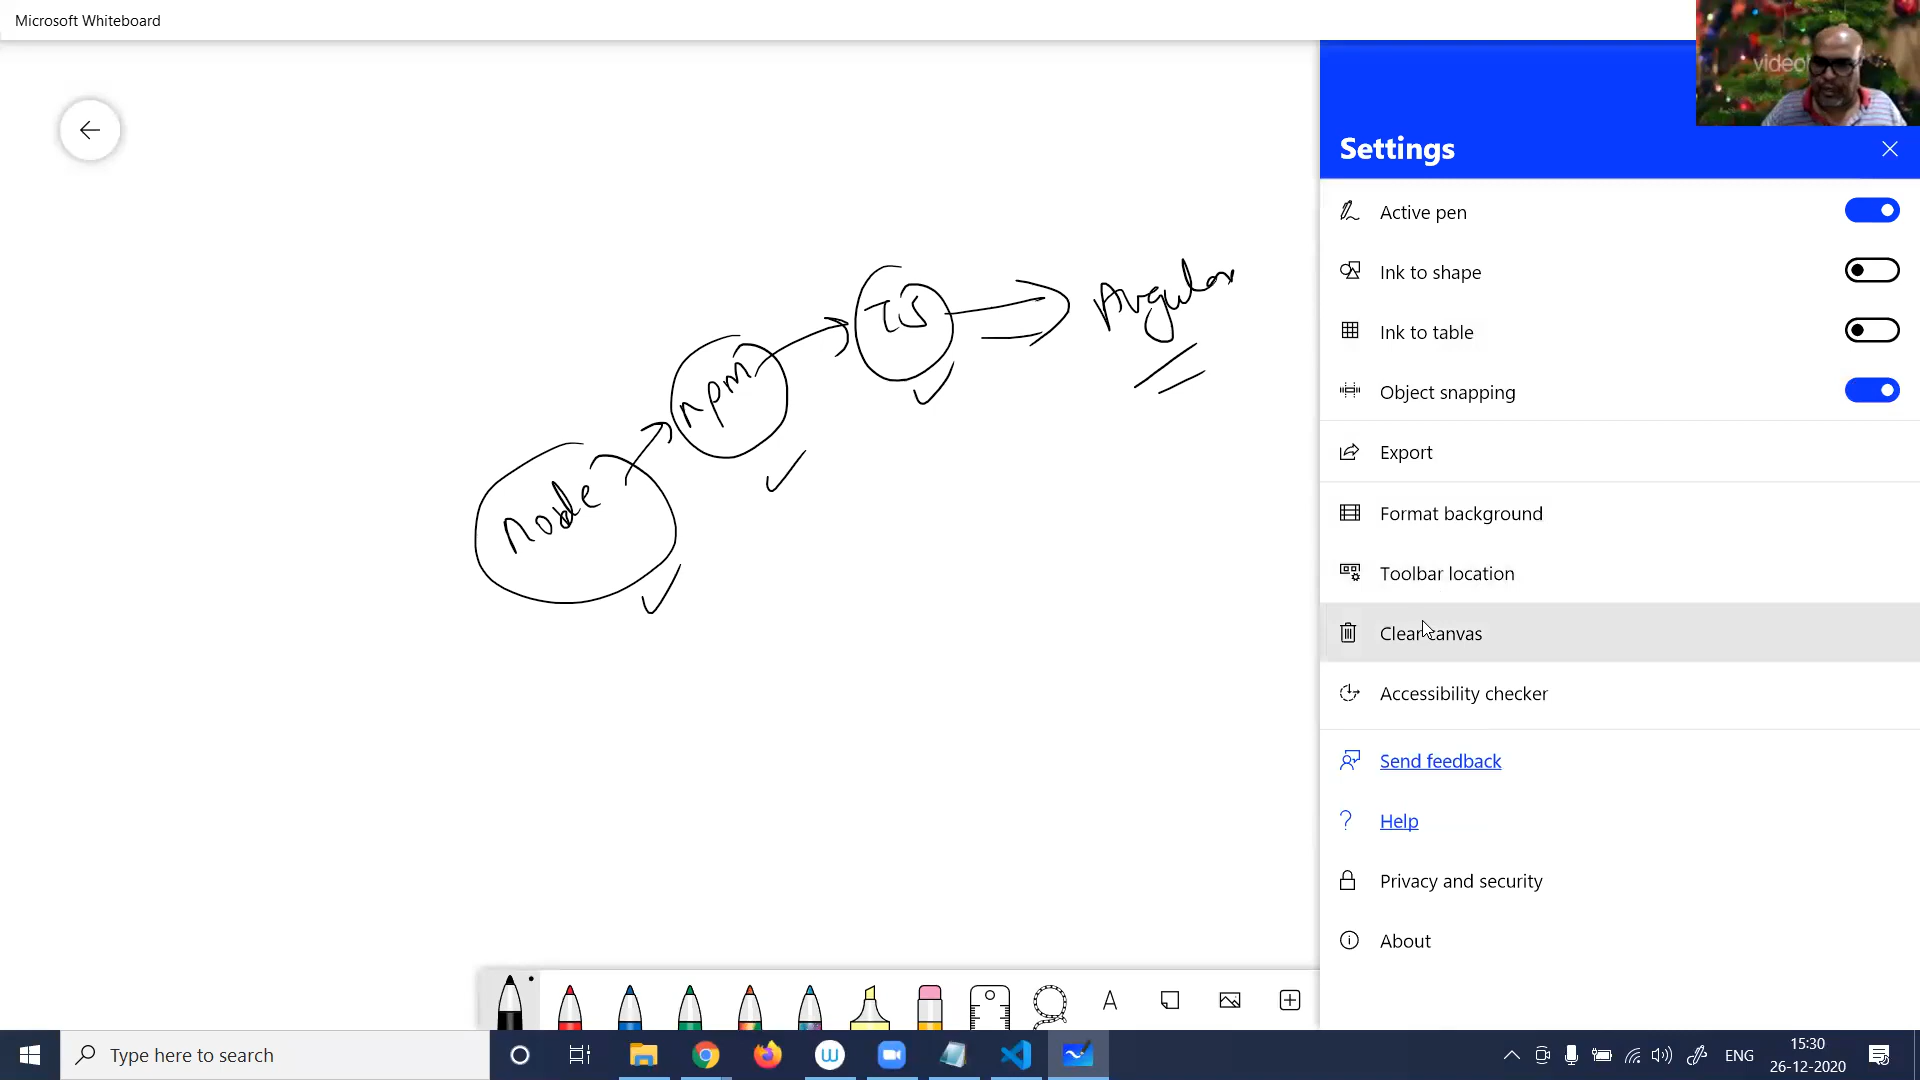 Microsoft Whiteboard
video
Settings
Active pen
Ink to shape
Ink to table
Object snapping
Export
Format background
Toolbar location
Clear canvas
Accessibility checker
Send feedback
Help
Privacy and security
About
Angular
TS
npm
node
Type here to search
ENG
15:30
26-12-2020